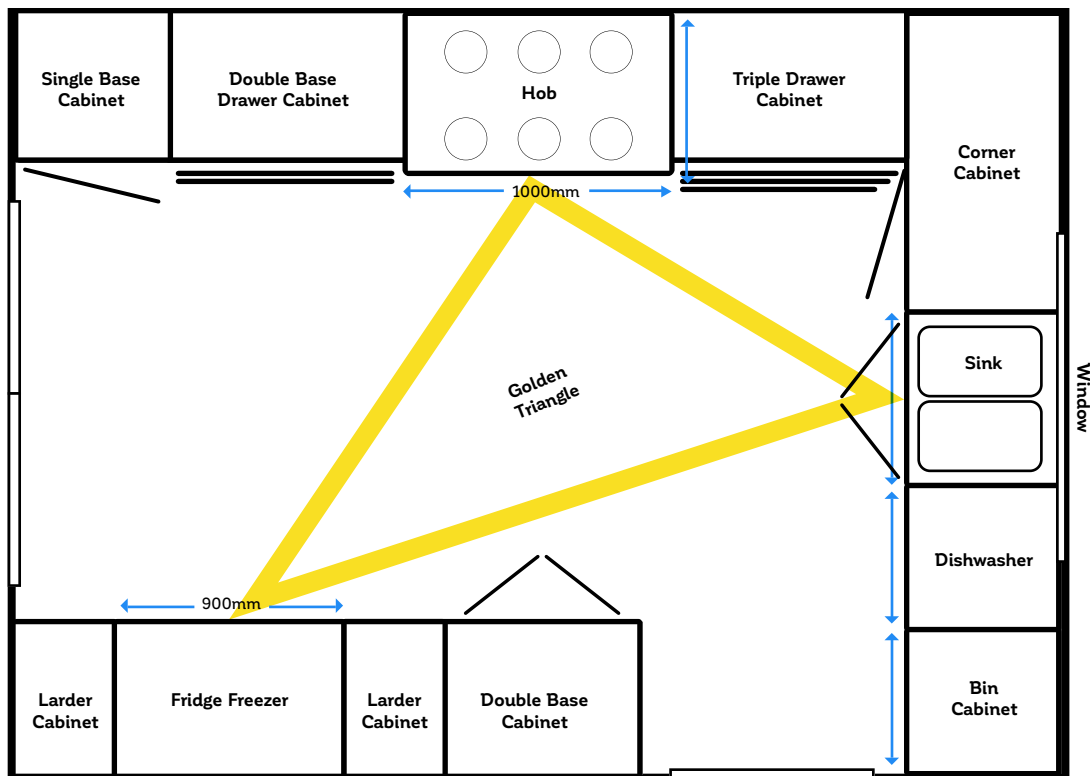 Single Base
Cabinet
Double Base
Drawer Cabinet
Hob
Triple Drawer
Cabinet
Corner
Cabinet
1000mm
Sink
Window
Golden
Triangle
Dishwasher
900mm
Larder
Cabinet
Fridge Freezer
Larder
Cabinet
Double Base
Cabinet
Bin
Cabinet